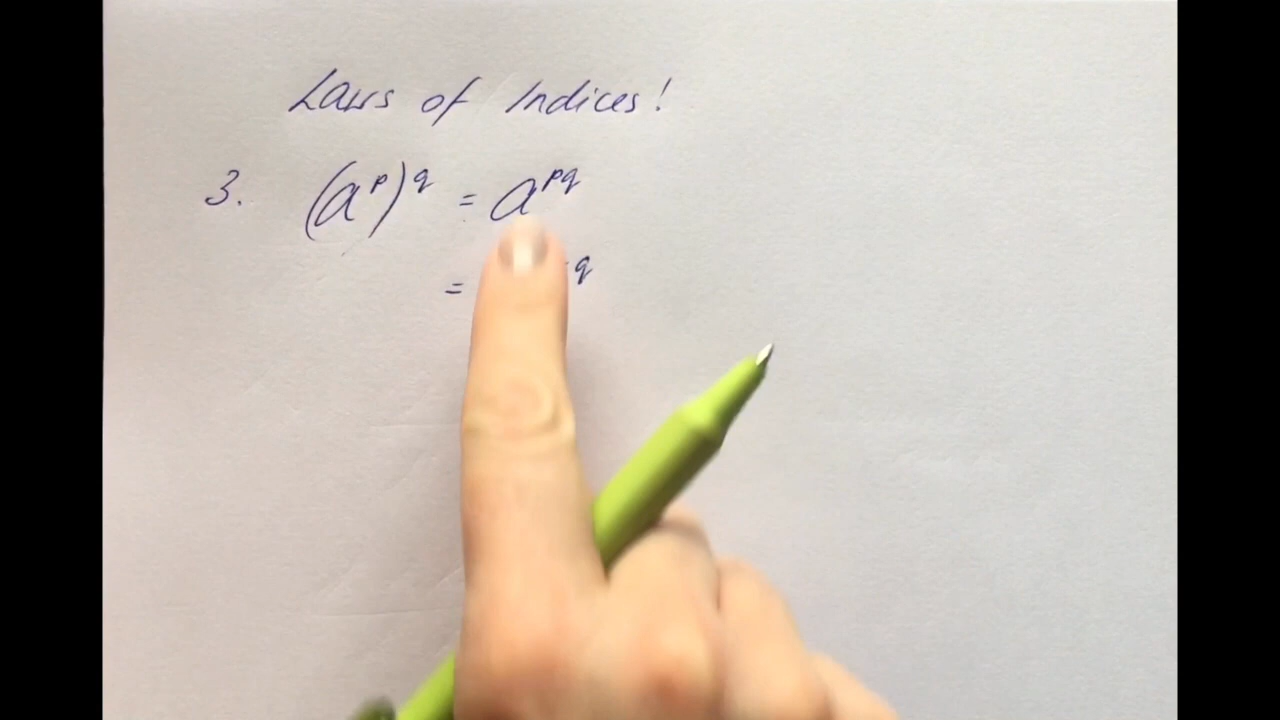 Laws of Indices!
3. (a^p)^q = a^pq
= q